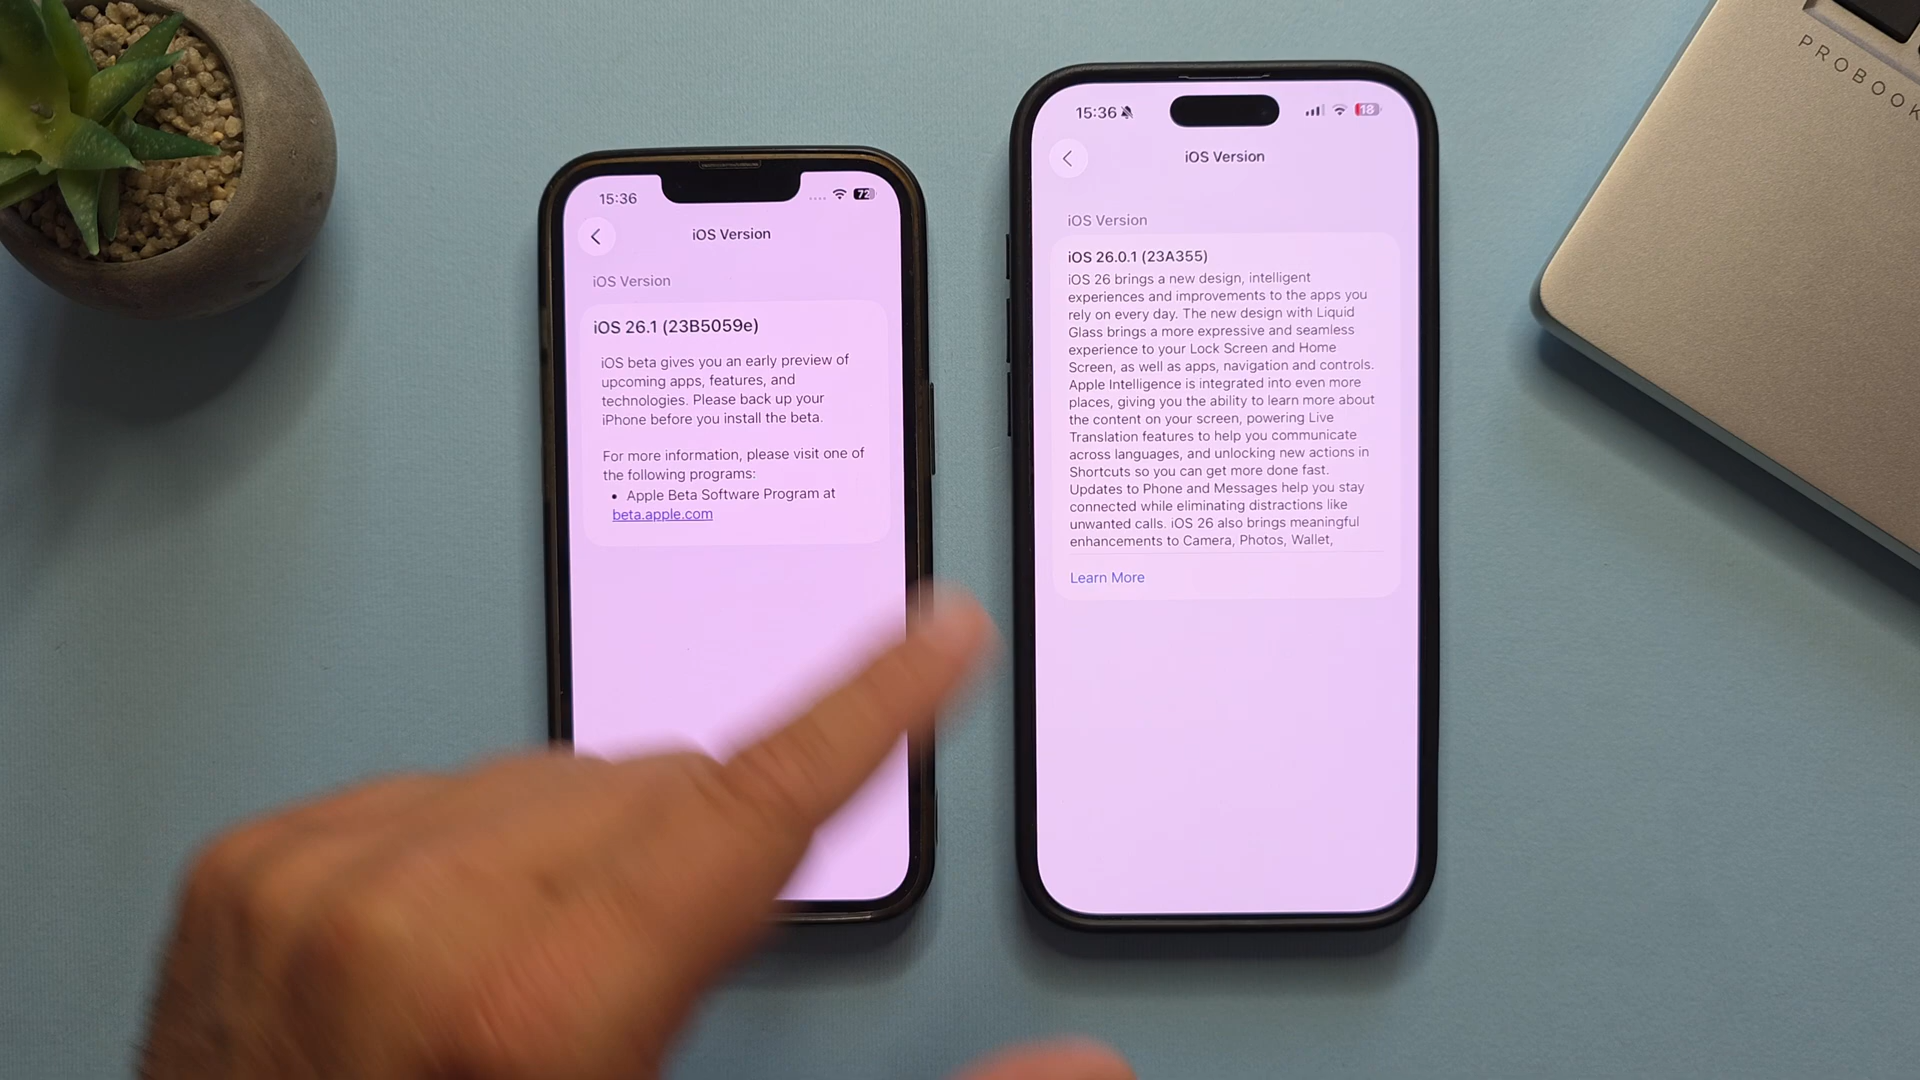 15:36
72
iOS Version
iOS Version
iOS 26.1 (23B5059e)
iOS beta gives you an early preview of
upcoming apps, features, and
technologies. Please back up your
iPhone before you install the beta.
For more information, please visit one of
the following programs:
• Apple Beta Software Program at
beta.apple.com
15:36
18
iOS Version
iOS Version
iOS 26.0.1 (23A355)
iOS 26 brings a new design, intelligent
experiences and improvements to the apps you
rely on every day. The new design with Liquid
Glass brings a more expressive and seamless
experience to your Lock Screen and Home
Screen, as well as apps, navigation and controls.
Apple Intelligence is integrated into even more
places, giving you the ability to learn more about
the content on your screen, powering Live
Translation features to help you communicate
across languages, and unlocking new actions in
Shortcuts so you can get more done fast.
Updates to Phone and Messages help you stay
connected while eliminating distractions like
unwanted calls. iOS 26 also brings meaningful
enhancements to Camera, Photos, Wallet,
Learn More
PROBOOK